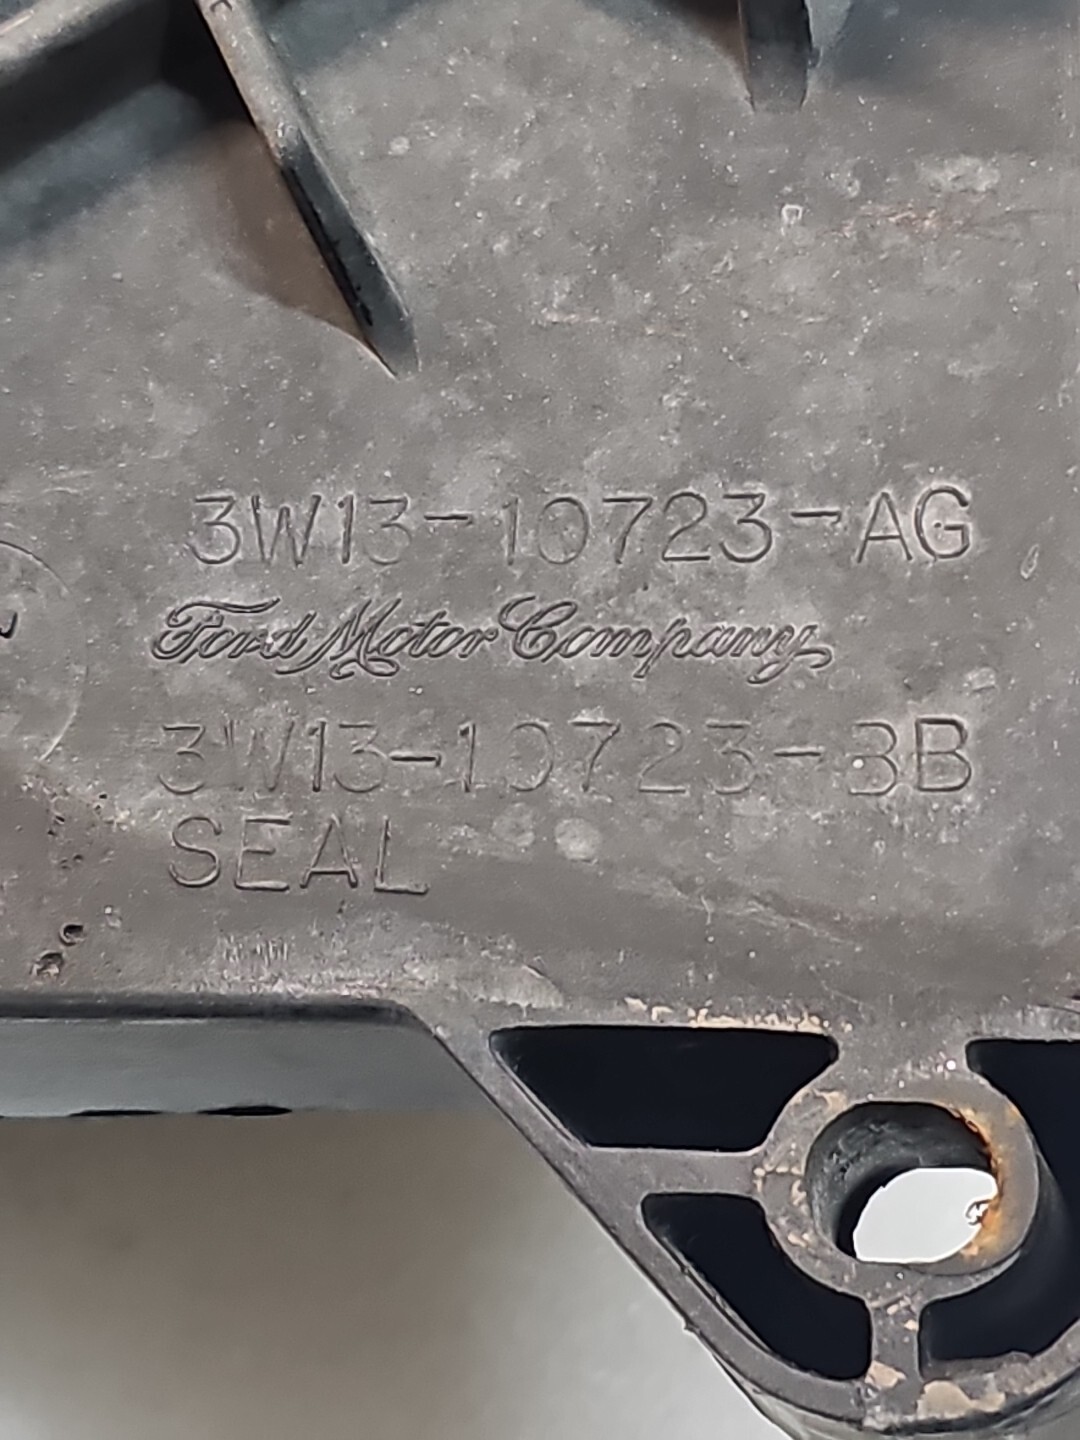 3W13-10723-AG
Ford Motor Company
3W13-10723-BB
SEAL